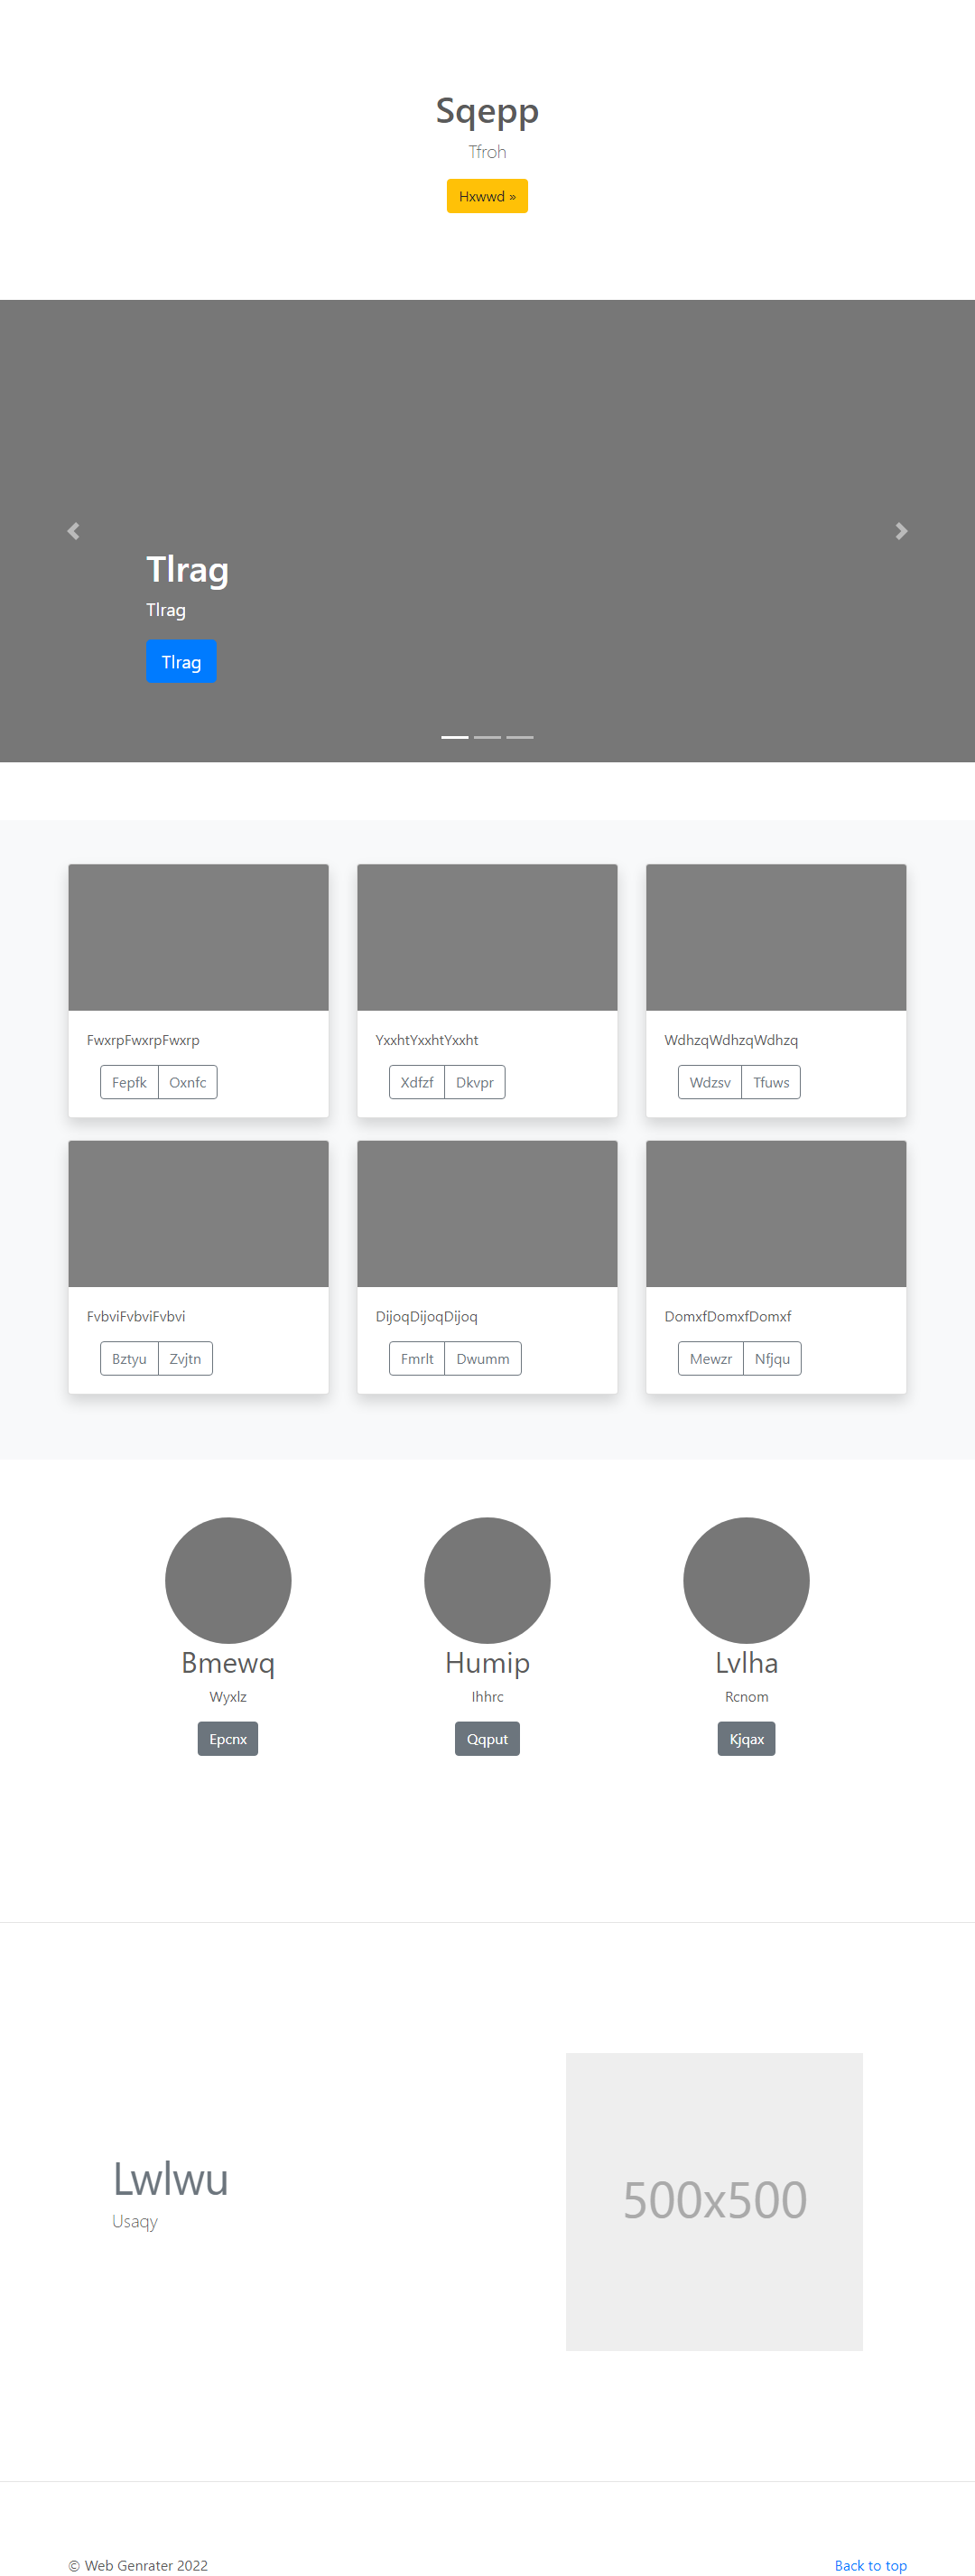 Sqepp
Tfroh
Hxwwd »
Tlrag
Tlrag
Tlrag
FwxrpFwxrpFwxrp
Fepfk Oxnfc
YxxhtYxxhtYxxht
Xdfzf Dkvpr
WdhzqWdhzqWdhzq
Wdzsv Tfuws
FvbviFvbviFvbvi
Bztyu Zvjtn
DijoqDijoqDijoq
Fmrlt Dwumm
DomxfDomxfDomxf
Mewzr Nfjqu
Bmewq
Wyxlz
Epcnx
Humip
Ihhrc
Qqput
Lvlha
Rcnom
Kjqax
Lwlwu
Usaqy
500x500
© Web Genrater 2022
Back to top